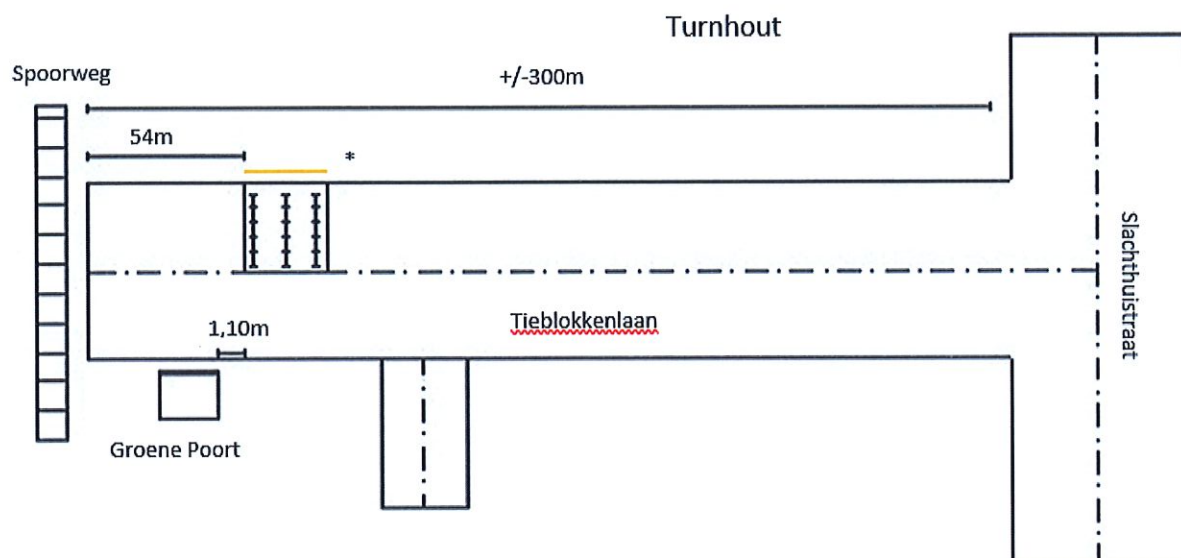 Turnhout
Spoorweg
+/-300m
54m
*
Slachthuistraat
Tieblokkenlaan
1,10m
Groene Poort